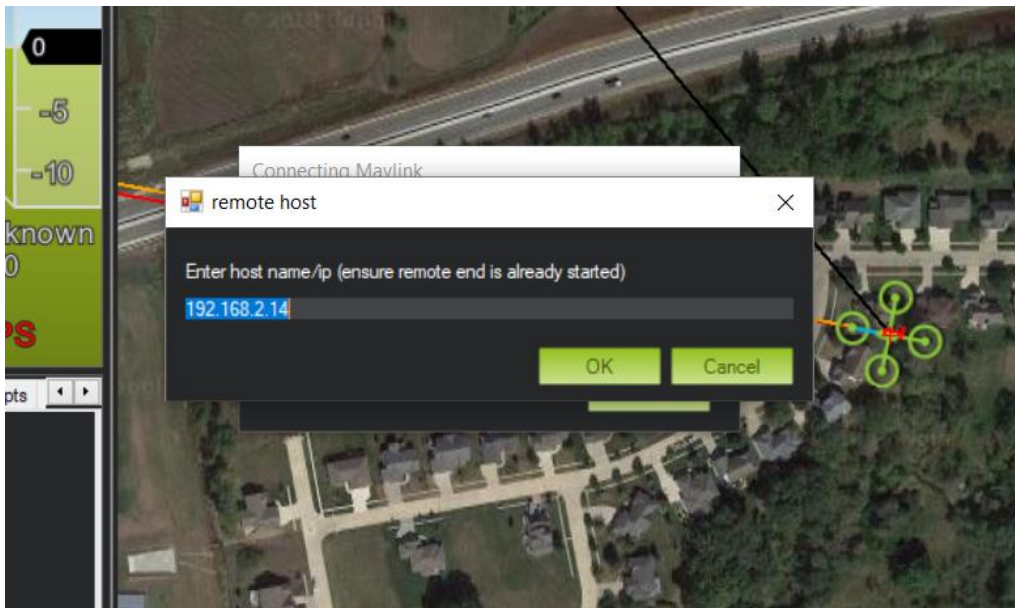 0
-5
-10
known
0
PS
pts
Connecting Mavlink
remote host
Enter host name/ip (ensure remote end is already started)
192.168.2.14
OK
Cancel